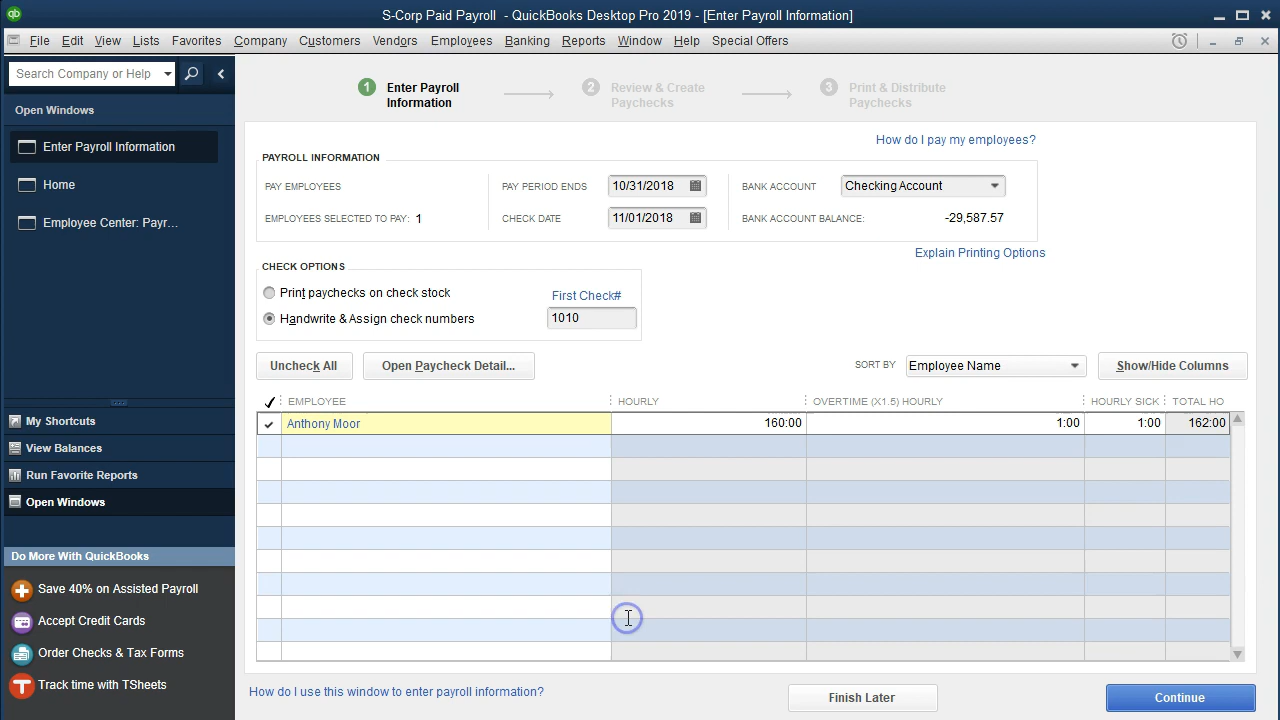 S-Corp Paid Payroll - QuickBooks Desktop Pro 2019 - [Enter Payroll Information]
File Edit View Lists Favorites Company Customers Vendors Employees Banking Reports Window Help Special Offers
Search Company or Help
Open Windows
Enter Payroll Information
Home
Employee Center: Payr...
My Shortcuts
View Balances
Run Favorite Reports
Open Windows
Do More With QuickBooks
Save 40% on Assisted Payroll
Accept Credit Cards
Order Checks & Tax Forms
Track time with TSheets
1 Enter Payroll Information
2 Review & Create Paychecks
3 Print & Distribute Paychecks
How do I pay my employees?
PAYROLL INFORMATION
PAY EMPLOYEES
EMPLOYEES SELECTED TO PAY: 1
PAY PERIOD ENDS 10/31/2018
CHECK DATE 11/01/2018
BANK ACCOUNT Checking Account
BANK ACCOUNT BALANCE: -29,587.57
Explain Printing Options
CHECK OPTIONS
Print paychecks on check stock
Handwrite & Assign check numbers
First Check#
1010
Uncheck All
Open Paycheck Detail...
SORT BY Employee Name
Show/Hide Columns
EMPLOYEE HOURLY OVERTIME (X1.5) HOURLY HOURLY SICK TOTAL HO
Anthony Moor 160:00 1:00 1:00 162:00
How do I use this window to enter payroll information?
Finish Later
Continue